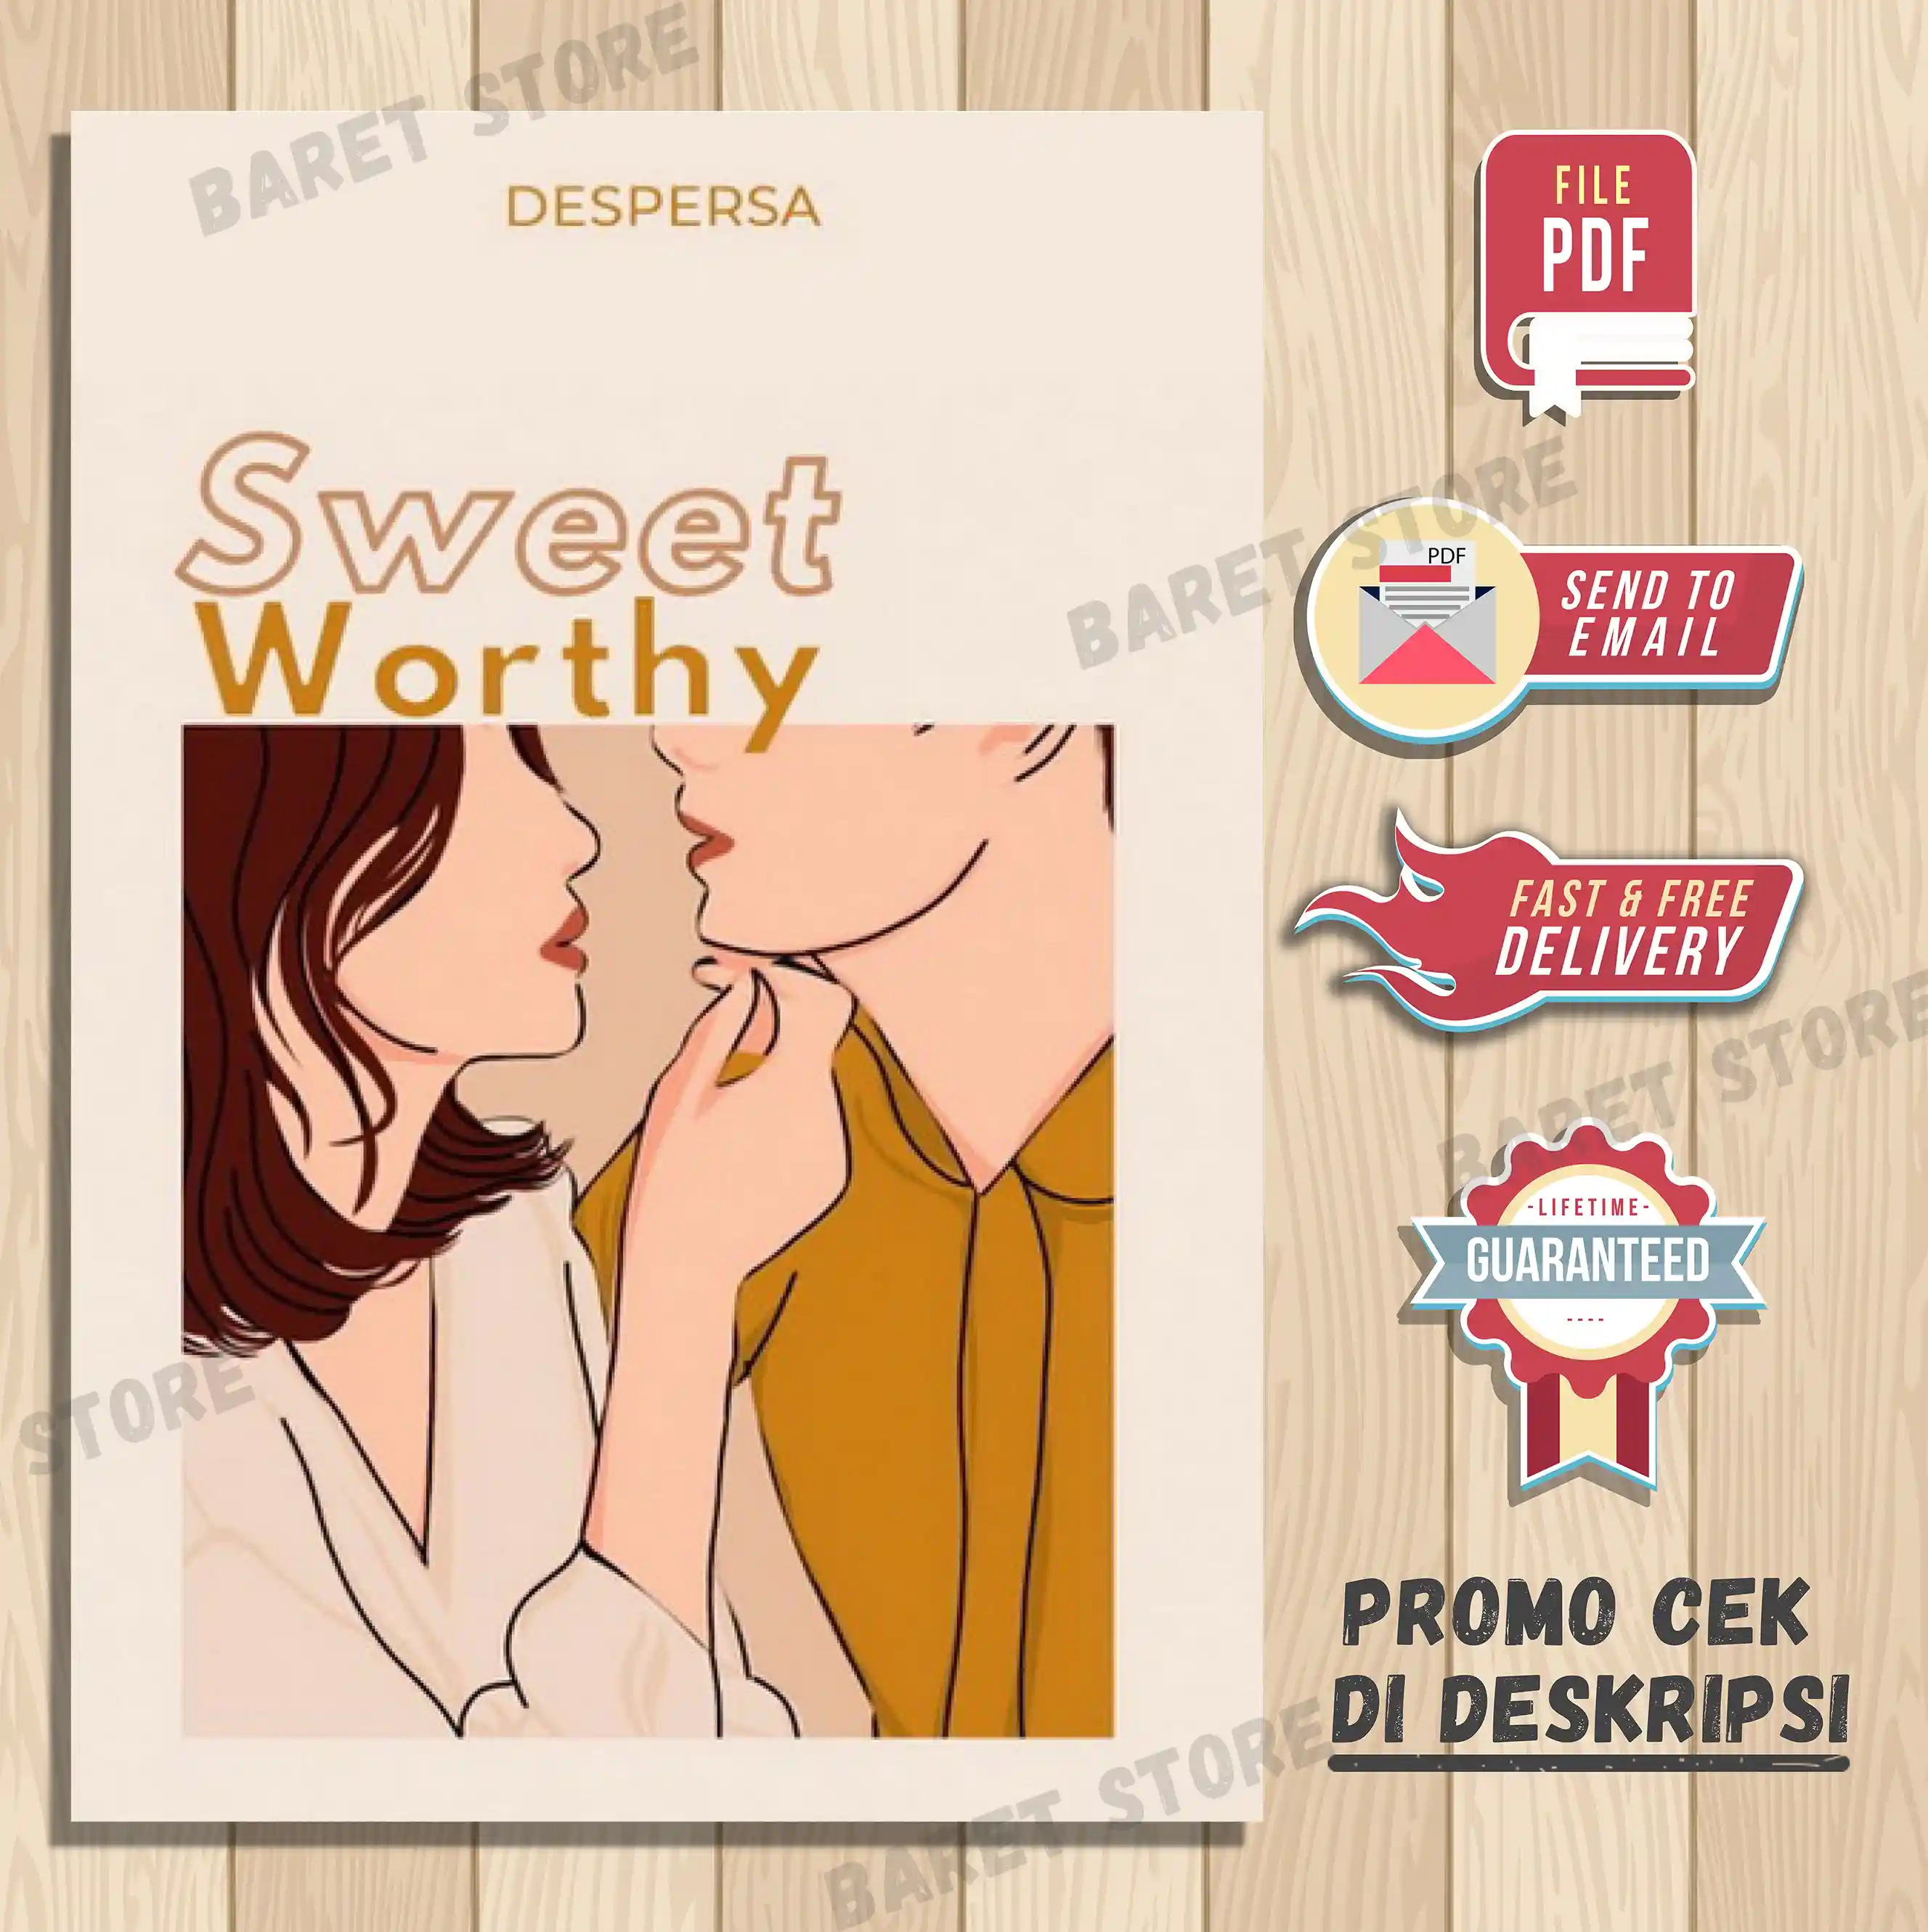 BARET STORE
DESPERSA
Sweet
Worthy
FILE
PDF
BARET STORE
PDF
SEND TO
EMAIL
FAST & FREE
DELIVERY
BARET STORE
-LIFETIME-
GUARANTEED
STORE
PROMO CEK
DI DESKRIPSI
BARET STORE